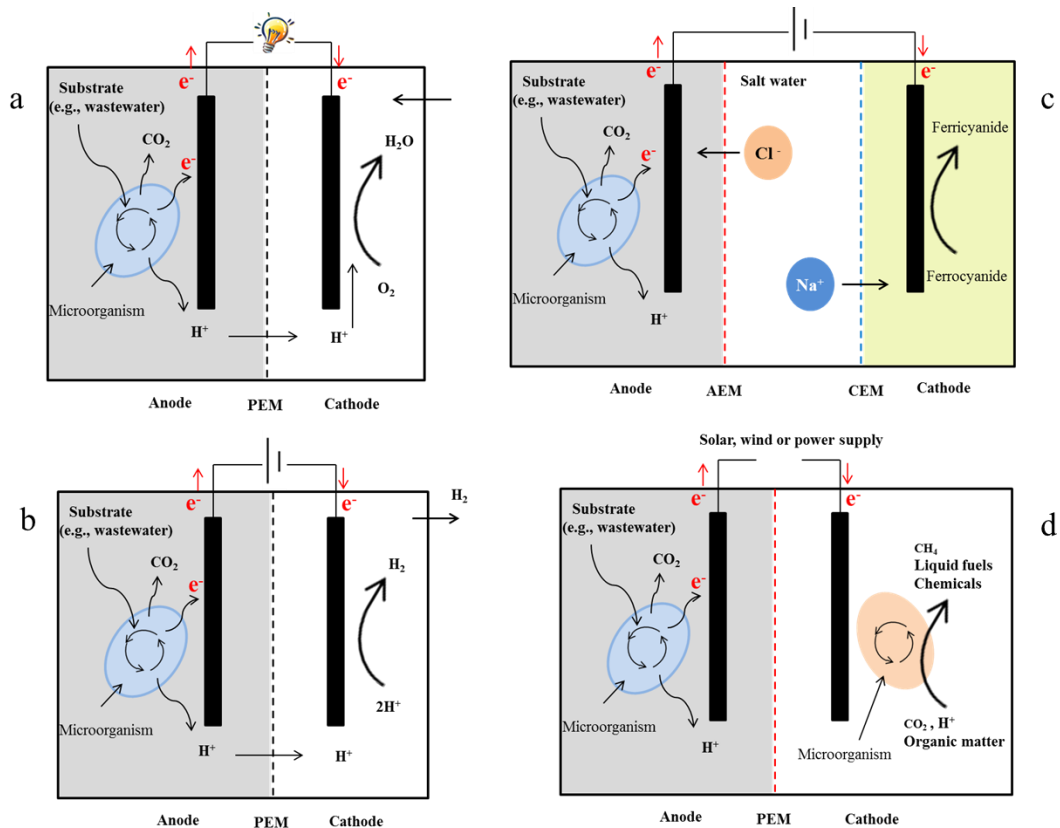 a
e-
e-
Substrate
(e.g., wastewater)
CO2
e-
H2O
O2
Microorganism
H+
H+
Anode
PEM
Cathode
c
e-
e-
Substrate
(e.g., wastewater)
Salt water
CO2
e-
Cl -
Ferricyanide
Na+
Ferrocyanide
Microorganism
H+
Anode
AEM
CEM
Cathode
b
e-
e-
H2
Substrate
(e.g., wastewater)
CO2
e-
H2
2H+
Microorganism
H+
H+
Anode
PEM
Cathode
Solar, wind or power supply
d
e-
e-
Substrate
(e.g., wastewater)
CO2
e-
CH4
Liquid fuels
Chemicals
CO2 , H+
Organic matter
Microorganism
Microorganism
H+
Anode
PEM
Cathode